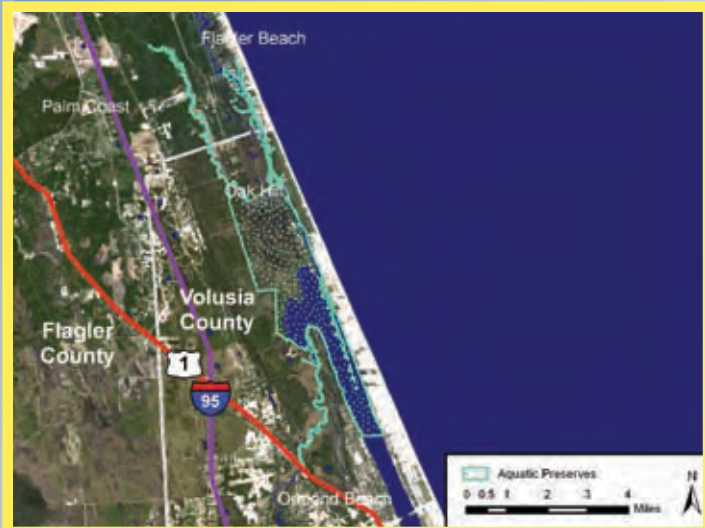 Flagler Beach
Palm Coast
Oak Hill
Volusia
County
Flagler
County
1
95
Ormond Beach
Aquatic Preserves
N
0 0.5 1 2 3 4
Miles